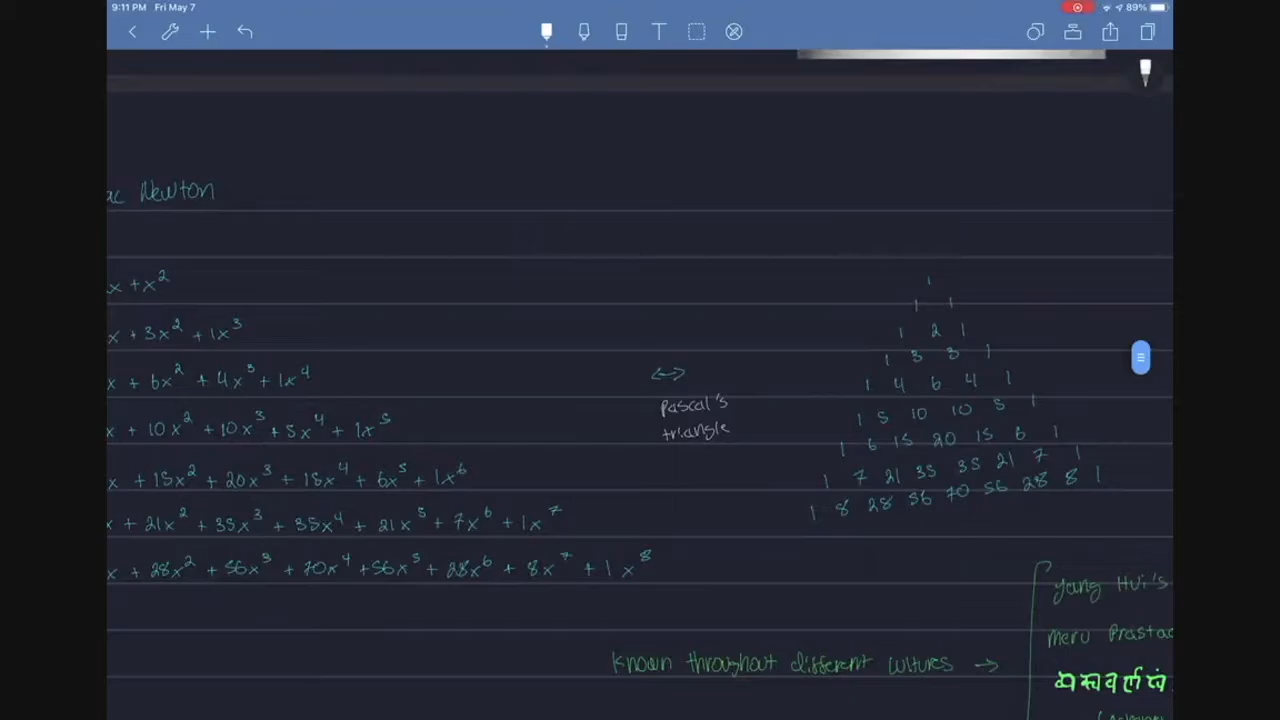 9:11 PM Fri May 7
89%
ac Newton
x + x²
x + 3x² + 1x³
x + 6x² + 4x³ + 1x⁴
x + 10x² + 10x³ + 5x⁴ + 1x⁵
x + 15x² + 20x³ + 15x⁴ + 6x⁵ + 1x⁶
x + 21x² + 35x³ + 35x⁴ + 21x⁵ + 7x⁶ + 1x⁷
x + 28x² + 56x³ + 70x⁴ + 56x⁵ + 28x⁶ + 8x⁷ + 1x⁸
↔
Pascal's
triangle
1
1 1
1 2 1
1 3 3 1
1 4 6 4 1
1 5 10 10 5 1
1 6 15 20 15 6 1
1 7 21 35 35 21 7 1
1 8 28 56 70 56 28 8 1
Known throughout different cultures →
Yang Hui's
Meru Prastaa